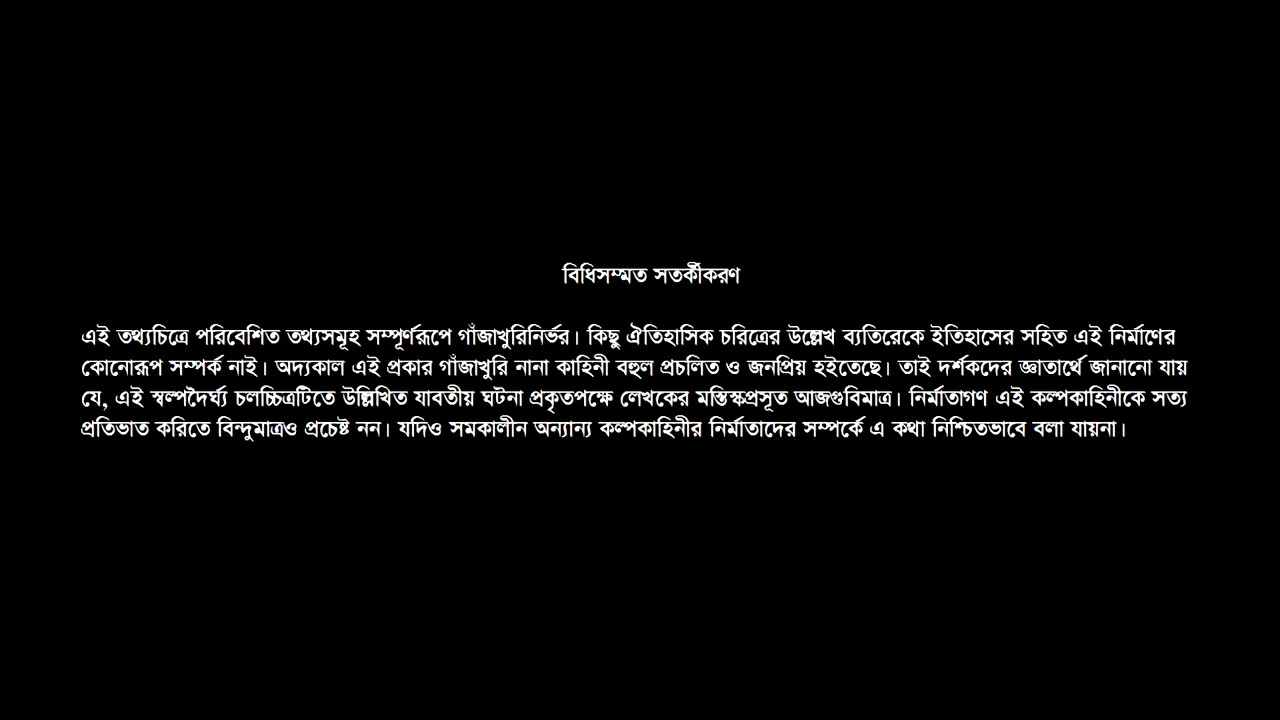 বিধিসম্মত সতর্কীকরণ
এই তথ্যচিত্রে পরিবেশিত তথ্যসমূহ সম্পূর্ণরূপে গাঁজাখুরিনির্ভর। কিছু ঐতিহাসিক চরিত্রের উল্লেখ ব্যতিরেকে ইতিহাসের সহিত এই নির্মাণের
কোনোরূপ সম্পর্ক নাই। অদ্যকাল এই প্রকার গাঁজাখুরি নানা কাহিনী বহুল প্রচলিত ও জনপ্রিয় হইতেছে। তাই দর্শকদের জ্ঞাতার্থে জানানো যায়
যে, এই স্বল্পদৈর্ঘ্য চলচ্চিত্রটিতে উল্লিখিত যাবতীয় ঘটনা প্রকৃতপক্ষে লেখকের মস্তিস্কপ্রসূত আজগুবিমাত্র। নির্মাতাগণ এই কল্পকাহিনীকে সত্য
প্রতিভাত করিতে বিন্দুমাত্রও প্রচেষ্ট নন। যদিও সমকালীন অন্যান্য কল্পকাহিনীর নির্মাতাদের সম্পর্কে এ কথা নিশ্চিতভাবে বলা যায়না।